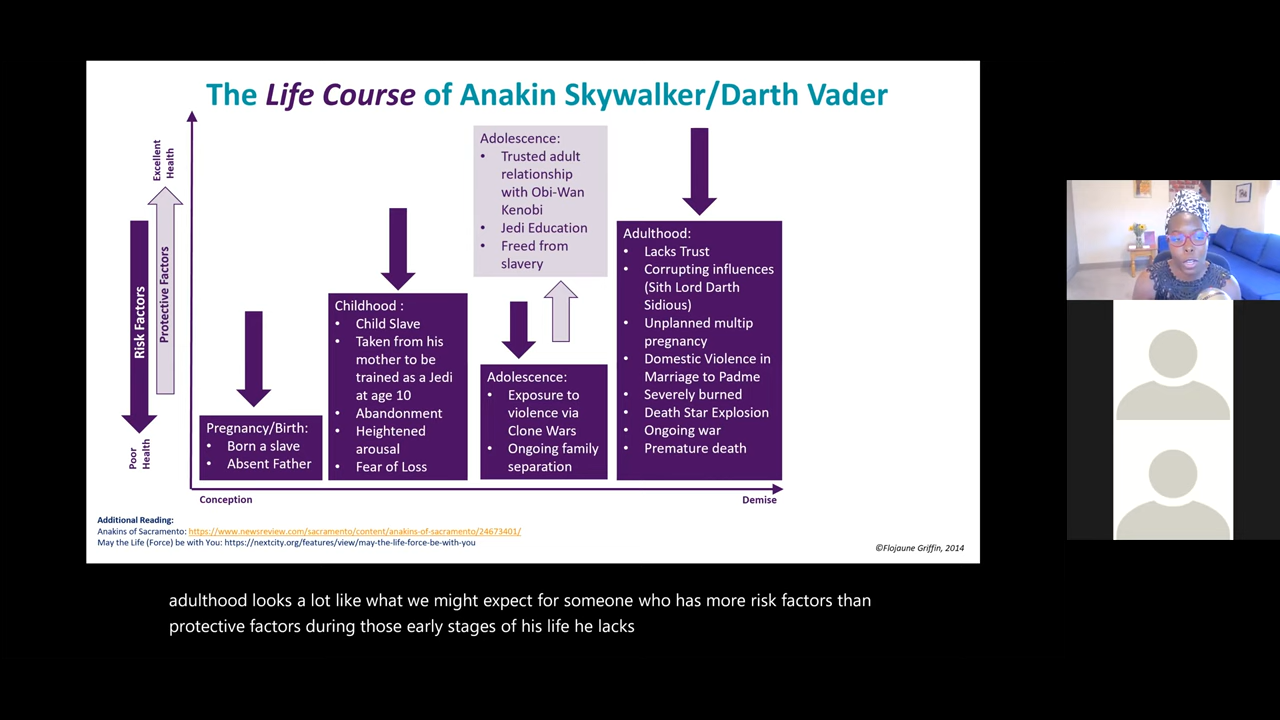 The Life Course of Anakin Skywalker/Darth Vader
Excellent
Health
Risk Factors
Protective Factors
Poor
Health
Pregnancy/Birth:
• Born a slave
• Absent Father
Childhood :
• Child Slave
• Taken from his
mother to be
trained as a Jedi
at age 10
• Abandonment
• Heightened
arousal
• Fear of Loss
Adolescence:
• Trusted adult
relationship
with Obi-Wan
Kenobi
• Jedi Education
• Freed from
slavery
Adolescence:
• Exposure to
violence via
Clone Wars
• Ongoing family
separation
Adulthood:
• Lacks Trust
• Corrupting influences
(Sith Lord Darth
Sidious)
• Unplanned multip
pregnancy
• Domestic Violence in
Marriage to Padme
• Severely burned
• Death Star Explosion
• Ongoing war
• Premature death
Conception
Demise
Additional Reading:
Anakins of Sacramento: https://www.newsreview.com/sacramento/content/anakins-of-sacramento/24673401/
May the Life (Force) be with You: https://nextcity.org/features/view/may-the-life-force-be-with-you
©Flojaune Griffin, 2014
adulthood looks a lot like what we might expect for someone who has more risk factors than
protective factors during those early stages of his life he lacks